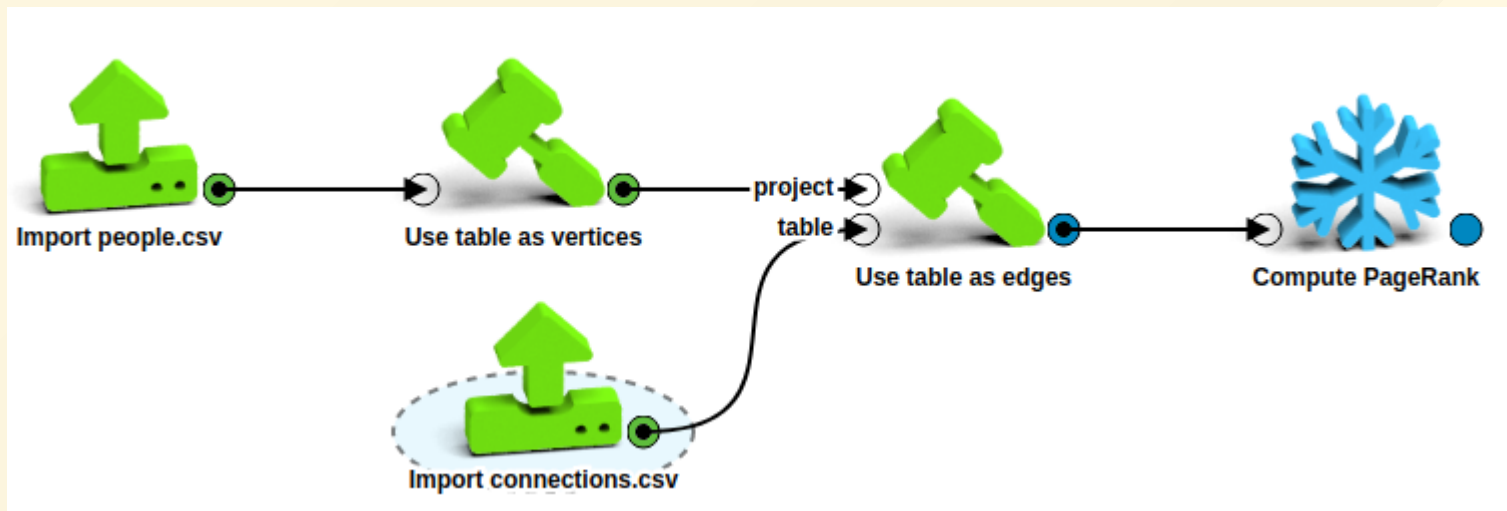 Import people.csv
Use table as vertices
project
table
Use table as edges
Compute PageRank
Import connections.csv